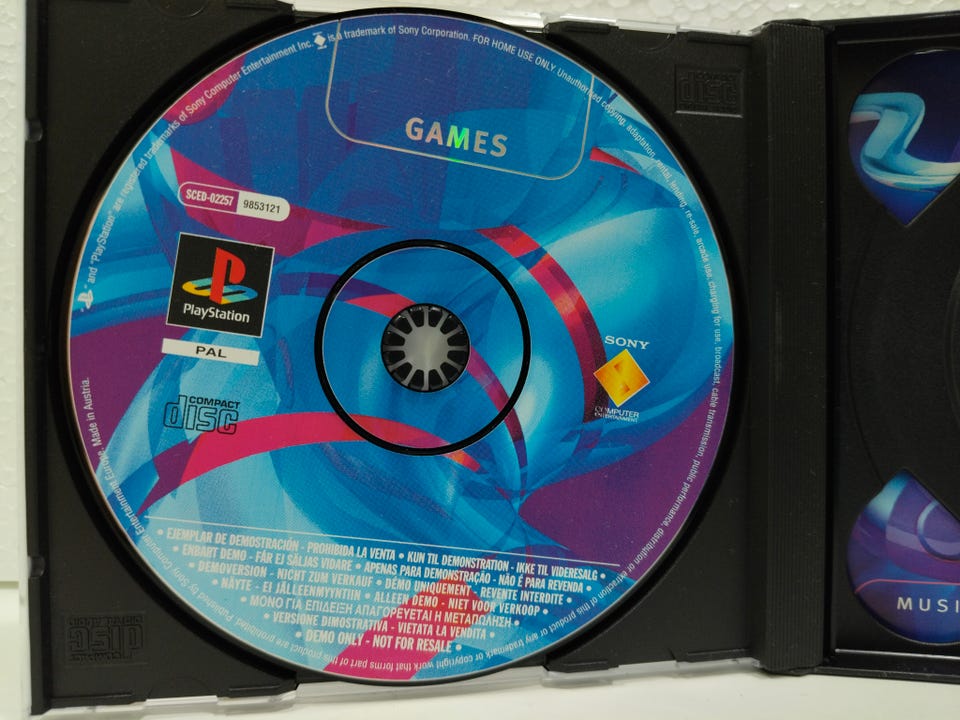 GAMES
SCED-02257 9853121
PlayStation
PAL
COMPACT
disc
SONY
COMPUTER
ENTERTAINMENT
• EJEMPLAR DE DEMOSTRACIÓN - PROHIBIDA LA VENTA • KUN TIL DEMONSTRATION - IKKE TIL VIDERESALG •
ENBART DEMO - FÅR EJ SÄLJAS VIDARE • APENAS PARA DEMONSTRAÇÃO - NÃO É PARA REVENDA •
DEMOVERSION - NICHT ZUM VERKAUF • DÉMO UNIQUEMENT - REVENTE INTERDITE •
NÄYTE - EI JÄLLEENMYYNTIIN • ALLEEN DEMO - NIET VOOR VERKOOP •
• ΜΟΝΟ ΓΙΑ ΕΠΙΔΕΙΞΗ ΑΠΑΓΟΡΕΥΕΤΑΙ Η ΜΕΤΑΠΩΛΗΣΗ •
VERSIONE DIMOSTRATIVA - VIETATA LA VENDITA •
• DEMO ONLY - NOT FOR RESALE •
and "PlayStation" are registered trademarks of Sony Computer Entertainment Inc. is a trademark of Sony Corporation. FOR HOME USE ONLY. Unauthorised copying, adaptation, rental, lending, re-sale, arcade use, charging for use, broadcast, cable transmission, public performance, distribution or extraction of this product or any trademark or copyright work that forms part of this product are prohibited. Published by Sony Computer Entertainment Europe. Made in Austria.
COMPACT
disc
COMPACT
disc
MUSI